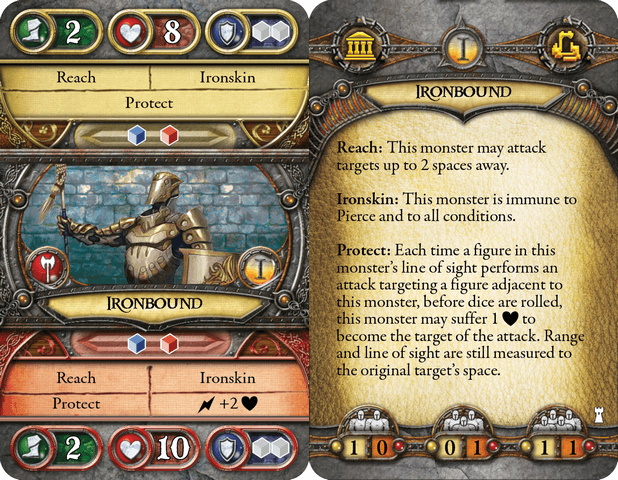 2 8
Reach Ironskin
Protect
I
IRONBOUND
Reach Ironskin
Protect +2
2 10
I
IRONBOUND
Reach: This monster may attack
targets up to 2 spaces away.
Ironskin: This monster is immune to
Pierce and to all conditions.
Protect: Each time a figure in this
monster's line of sight performs an
attack targeting a figure adjacent to
this monster, before dice are rolled,
this monster may suffer 1 ♥ to
become the target of the attack. Range
and line of sight are still measured to
the original target's space.
1 0 0 1 1 1